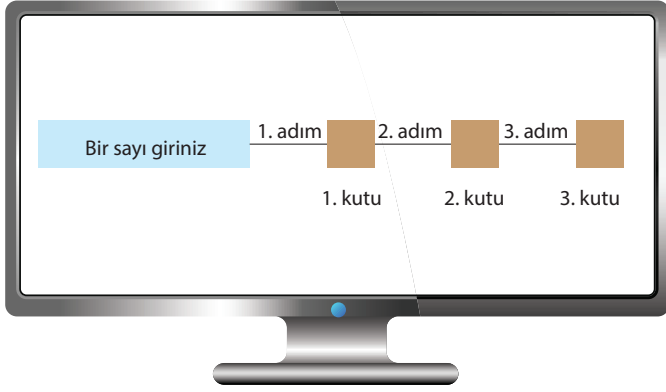 Bir sayı giriniz
1. adım
2. adım
3. adım
1. kutu
2. kutu
3. kutu